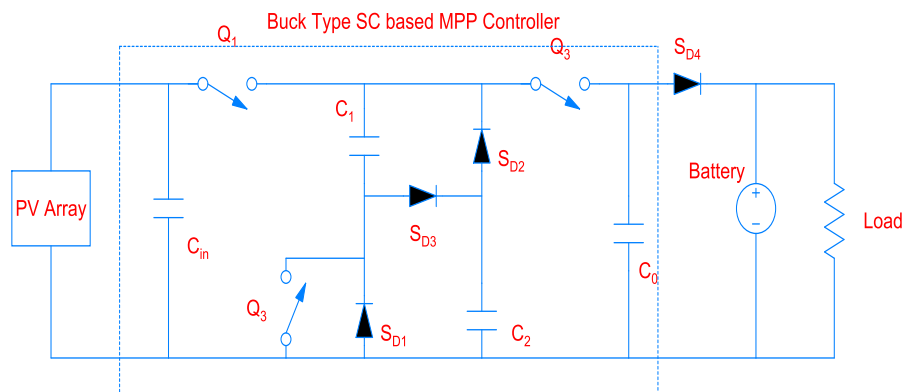 Buck Type SC based MPP Controller
Q1
Q3
SD4
C1
SD2
Battery
PV Array
SD3
Load
Cin
C0
Q3
SD1
C2
+
−